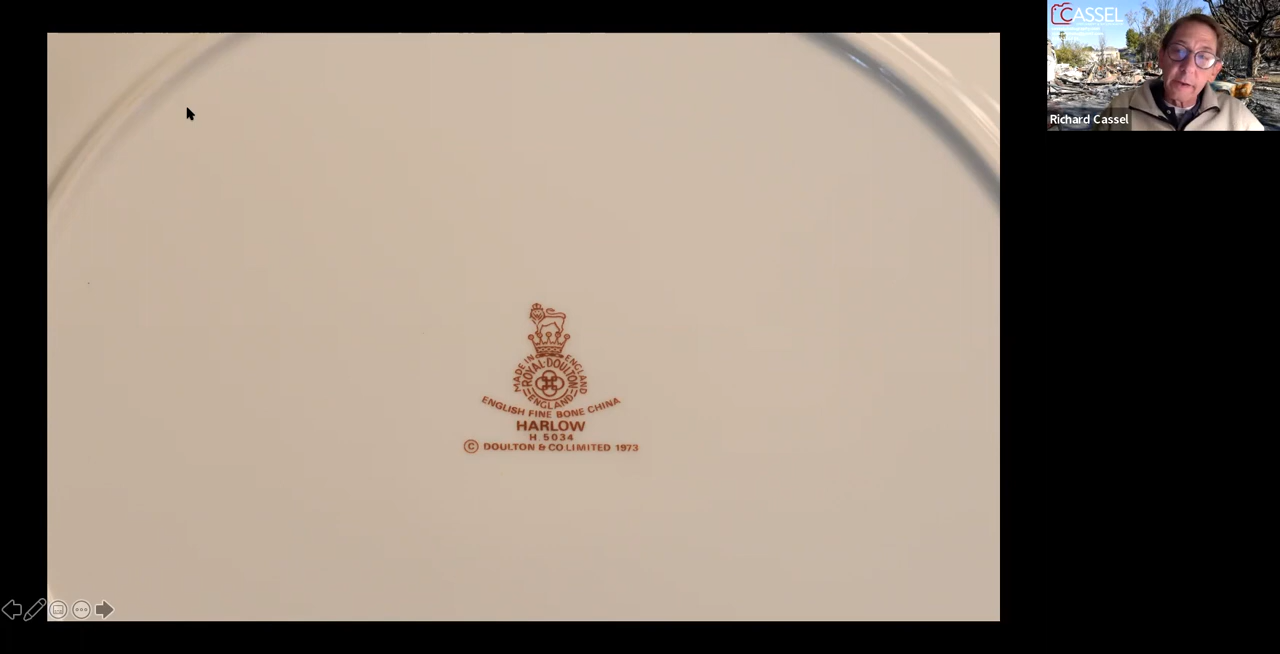 CASSEL
Richard Cassel
MADE IN ENGLAND
ROYAL DOULTON
ENGLAND
ENGLISH FINE BONE CHINA
HARLOW
H 5034
© DOULTON & CO LIMITED 1973